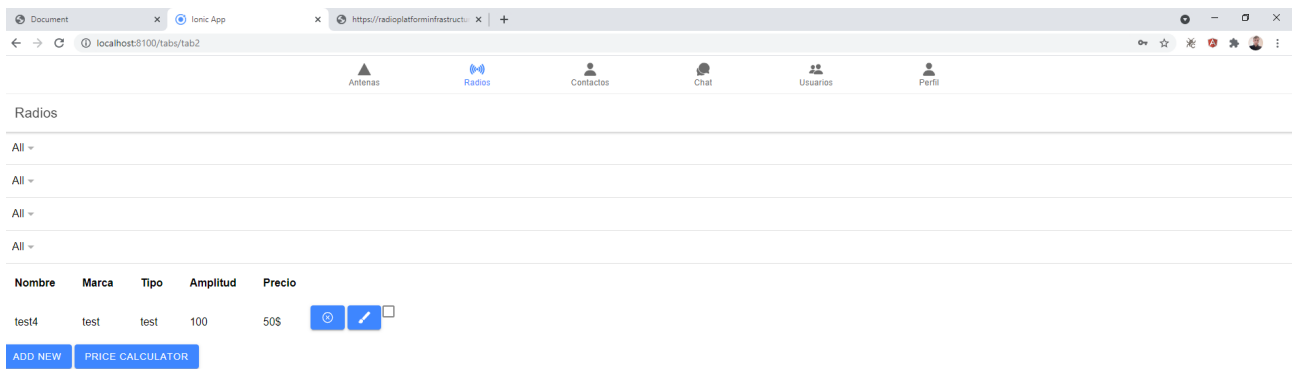 Document
Ionic App
https://radioplatforminfrastructu
localhost:8100/tabs/tab2
Antenas Radios Contactos Chat Usuarios Perfil
Radios
All
All
All
All
Nombre Marca Tipo Amplitud Precio
test4 test test 100 50$
ADD NEW PRICE CALCULATOR